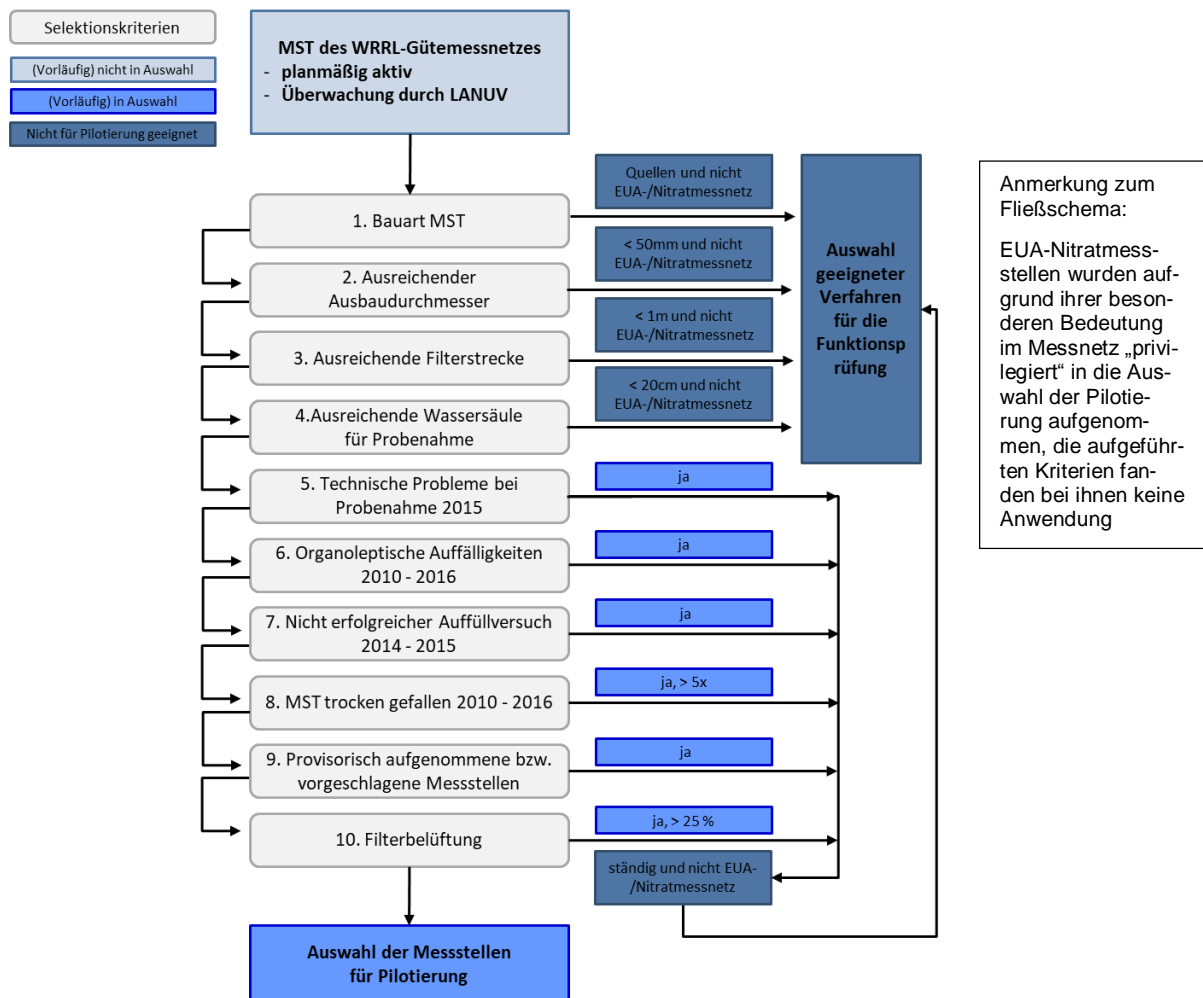 Selektionskriterien
(Vorläufig) nicht in Auswahl
(Vorläufig) in Auswahl
Nicht für Pilotierung geeignet
MST des WRRL-Gütemessnetzes
- planmäßig aktiv
- Überwachung durch LANUV
1. Bauart MST
Quellen und nicht
EUA-/Nitratmessnetz
2. Ausreichender
Ausbaudurchmesser
< 50mm und nicht
EUA-/Nitratmessnetz
3. Ausreichende Filterstrecke
< 1m und nicht
EUA-/Nitratmessnetz
4.Ausreichende Wassersäule
für Probenahme
< 20cm und nicht
EUA-/Nitratmessnetz
Auswahl
geeigneter
Verfahren
für die
Funktionsp
rüfung
5. Technische Probleme bei
Probenahme 2015
ja
6. Organoleptische Auffälligkeiten
2010 - 2016
ja
7. Nicht erfolgreicher Auffüllversuch
2014 - 2015
ja
8. MST trocken gefallen 2010 - 2016
ja, > 5x
9. Provisorisch aufgenommene bzw.
vorgeschlagene Messstellen
ja
10. Filterbelüftung
ja, > 25 %
ständig und nicht EUA-
/Nitratmessnetz
Auswahl der Messstellen
für Pilotierung
Anmerkung zum
Fließschema:
EUA-Nitratmess-
stellen wurden auf-
grund ihrer beson-
deren Bedeutung
im Messnetz „privi-
legiert“ in die Aus-
wahl der Pilotie-
rung aufgenom-
men, die aufgeführ-
ten Kriterien fan-
den bei ihnen keine
Anwendung